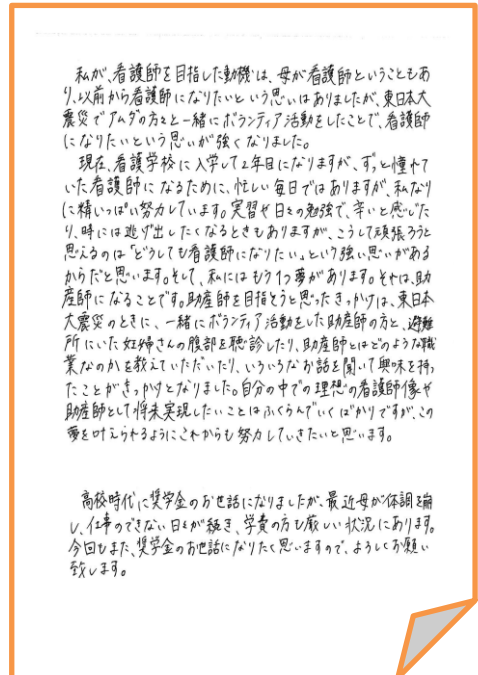 私が、看護師を目指した動機は、母が看護師ということもあ
り、以前から看護師になりたいという思いはありましたが、東日本大
震災でアムダの方々と一緒にボランティア活動をしたことで、看護師
になりたいという思いが強くなりました。
現在、看護学校に入学して2年目になりますが、ずっと憧れて
いた看護師になるために、忙しい毎日ではありますが、私なり
に精いっぱい努力しています。実習や日々の勉強で、辛いと感じた
り、時には逃げ出したくなるときもありますが、こうして頑張ろうと
思えるのは「どうしても看護師になりたい」という強い思いがある
からだと思います。そして、私にはもう1つ夢があります。それは、助
産師になることです。助産師を目指そうと思ったきっかけは、東日本
大震災のときに、一緒にボランティア活動をした助産師の方と、避難
所にいた妊婦さんの腹部を聴診したり、助産師とはどのような職
業なのかを教えていただいたり、いろいろなお話を聞いて興味を持っ
たことがきっかけとなりました。自分の中での理想の看護師像や
助産師として将来実現したいことはふくらんでいくばかりですが、この
夢を叶えられるようにこれからも努力していきたいと思います。
高校時代に奨学金のお世話になりましたが、最近母が体調を崩
し、仕事のできない日々が続き、学費の方も厳しい状況にあります。
今回もまた、奨学金のお世話になりたく思いますので、よろしくお願い
致します。